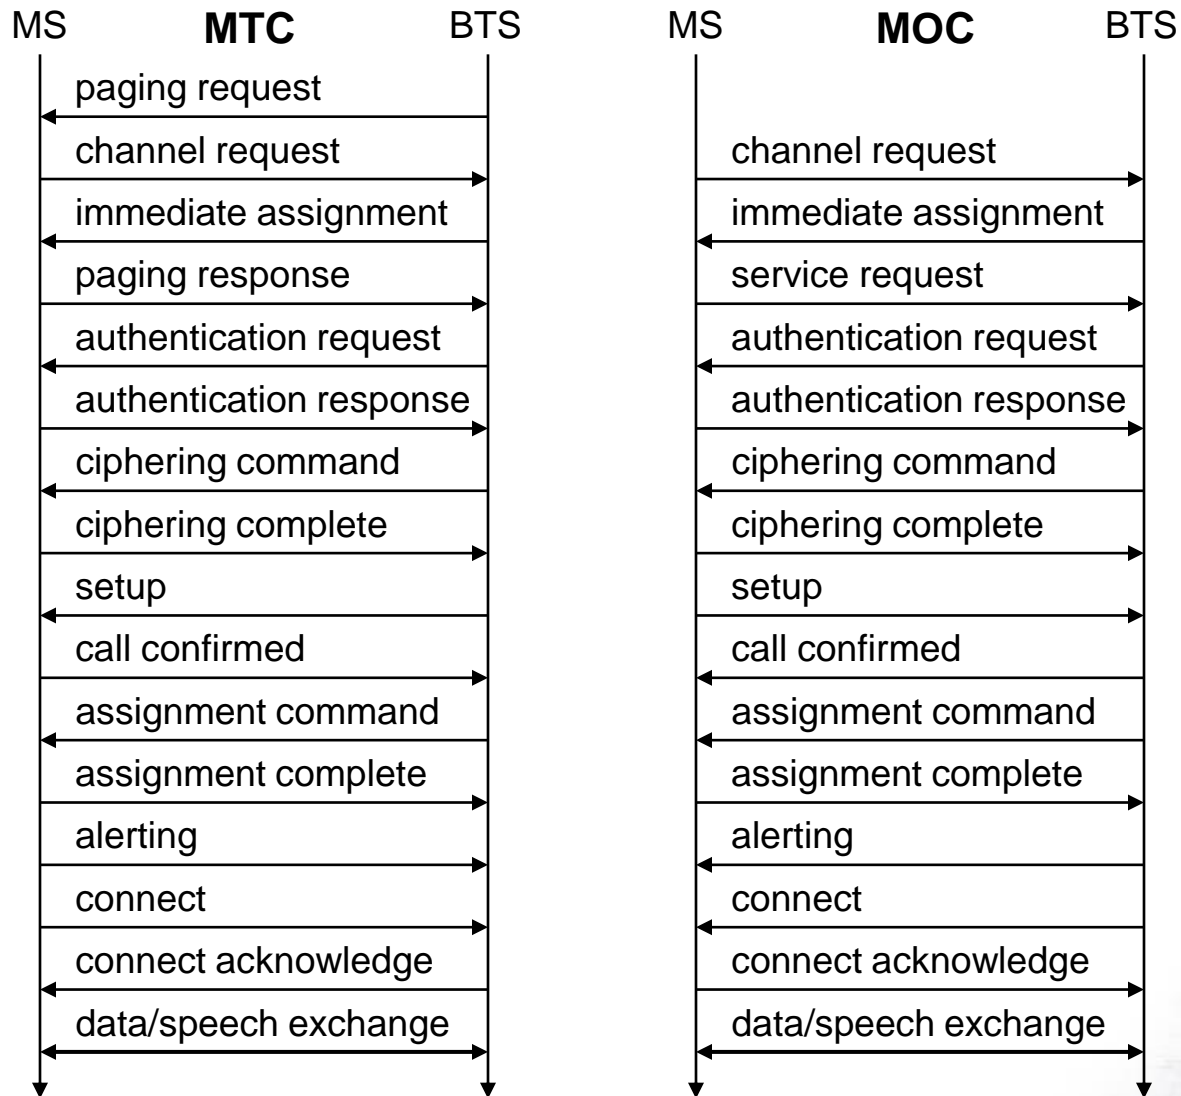 MS MTC BTS
paging request
channel request
immediate assignment
paging response
authentication request
authentication response
ciphering command
ciphering complete
setup
call confirmed
assignment command
assignment complete
alerting
connect
connect acknowledge
data/speech exchange
MS MOC BTS
channel request
immediate assignment
service request
authentication request
authentication response
ciphering command
ciphering complete
setup
call confirmed
assignment command
assignment complete
alerting
connect
connect acknowledge
data/speech exchange